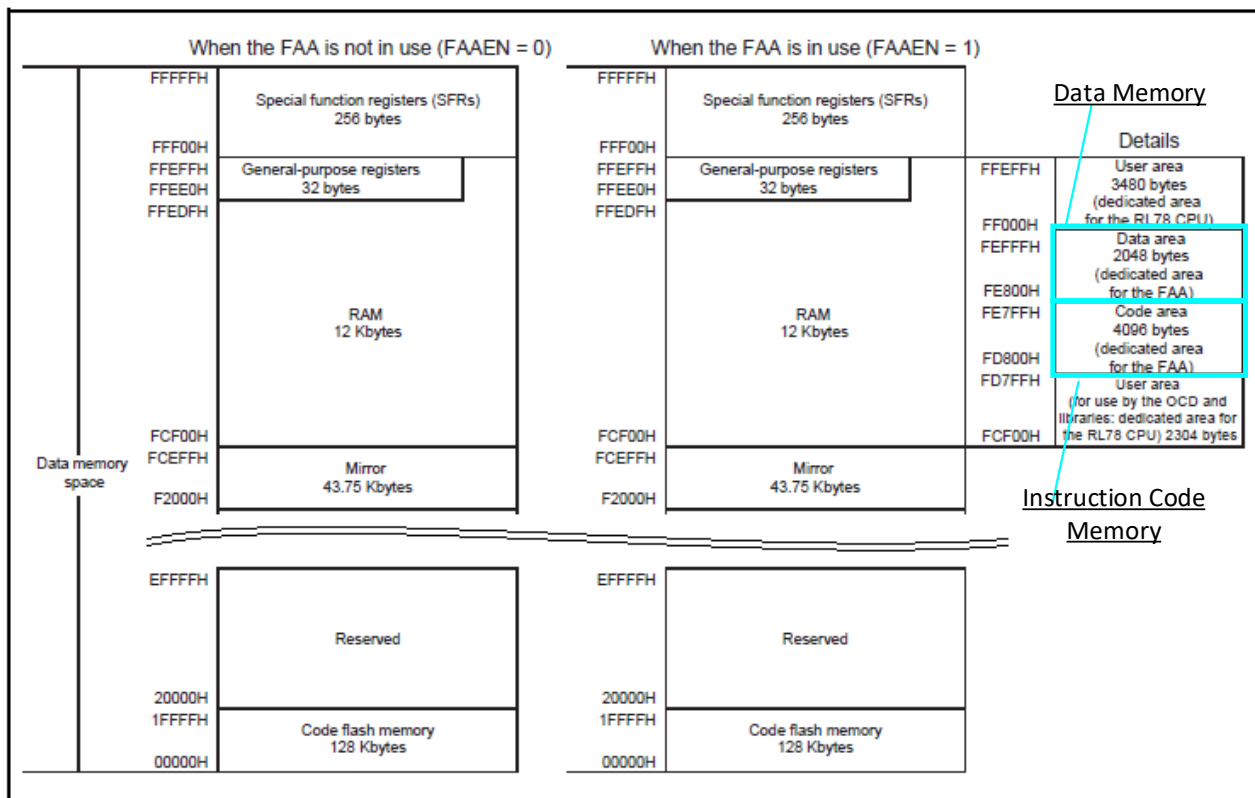 When the FAA is not in use (FAAEN = 0)
FFFFFH
Special function registers (SFRs)
256 bytes
FFF00H
FFEFFH
General-purpose registers
32 bytes
FFEE0H
FFEDFH
RAM
12 Kbytes
FCF00H
FCEFFH
Mirror
43.75 Kbytes
F2000H
Data memory
space
EFFFFH
Reserved
20000H
1FFFFH
Code flash memory
128 Kbytes
00000H
When the FAA is in use (FAAEN = 1)
FFFFFH
Special function registers (SFRs)
256 bytes
FFF00H
FFEFFH
General-purpose registers
32 bytes
FFEE0H
FFEDFH
RAM
12 Kbytes
FCF00H
FCEFFH
Mirror
43.75 Kbytes
F2000H
EFFFFH
Reserved
20000H
1FFFFH
Code flash memory
128 Kbytes
00000H
Data Memory
Details
FFEFFH
User area
3480 bytes
(dedicated area
for the RL78 CPU)
FF000H
FEFFFH
Data area
2048 bytes
(dedicated area
for the FAA)
FE800H
FE7FFH
Code area
4096 bytes
(dedicated area
for the FAA)
FD800H
FD7FFH
User area
(for use by the OCD and
libraries: dedicated area for
the RL78 CPU) 2304 bytes
FCF00H
Instruction Code
Memory